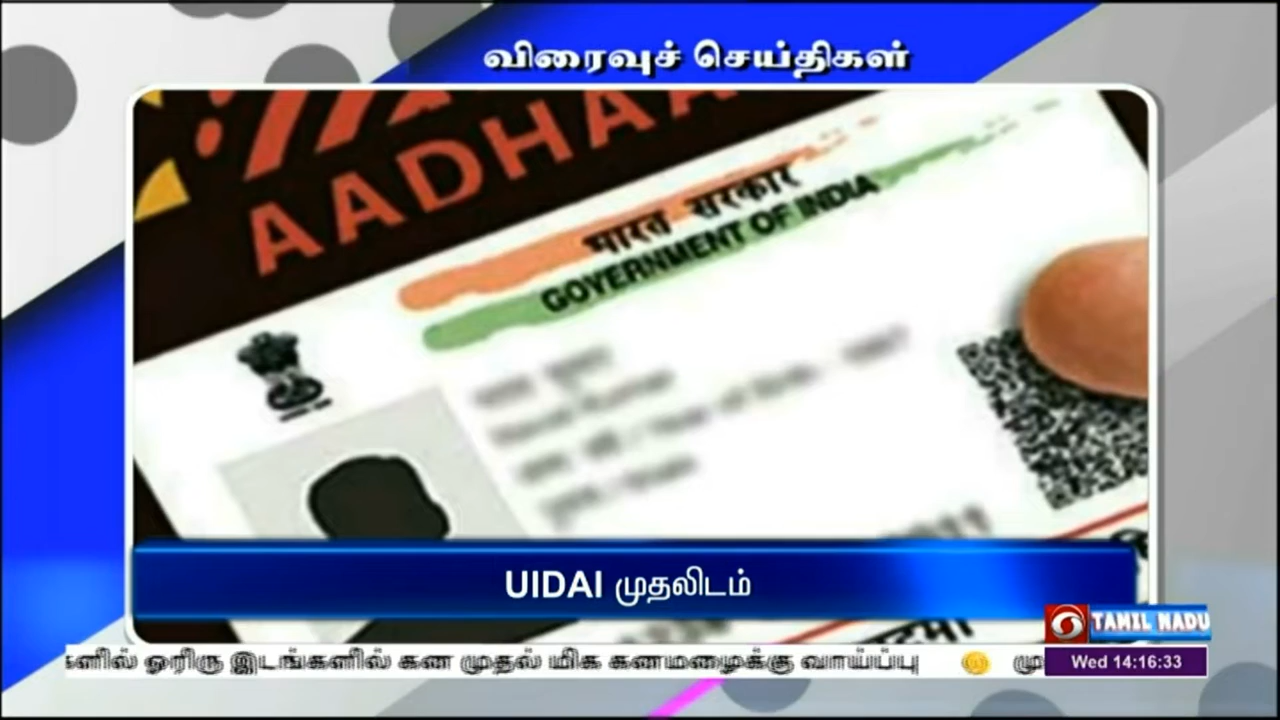 விரைவுச் செய்திகள்
AADHAA
भारत सरकार
GOVERNMENT OF INDIA
UIDAI முதலிடம்
TAMIL NADU
ஒரிரு இடங்களில் கன முதல் மிக கனமழைக்கு வாய்ப்பு
Wed 14:16:33